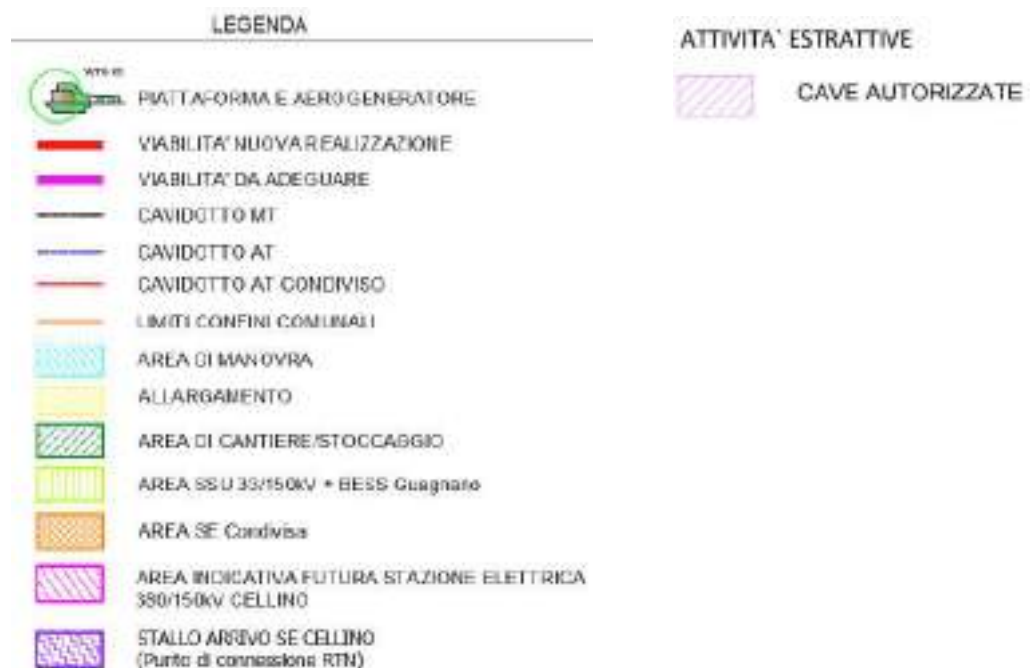 LEGENDA
PIATTAFORMA E AEROGENERATORE
VIABILITA' NUOVA REALIZZAZIONE
VIABILITA' DA ADEGUARE
CAVIDOTTO MT
CAVIDOTTO AT
CAVIDOTTO AT CONDIVISO
LIMITI CONFINI COMUNALI
AREA DI MANOVRA
ALLARGAMENTO
AREA DI CANTIERE/STOCCAGGIO
AREA SSU 33/150kV + BESS Guagnano
AREA SE Condivisa
AREA INDICATIVA FUTURA STAZIONE ELETTRICA
380/150kV CELLINO
STALLO ARRIVO SE CELLINO
(Punto di connessione RTN)
ATTIVITA` ESTRATTIVE
CAVE AUTORIZZATE